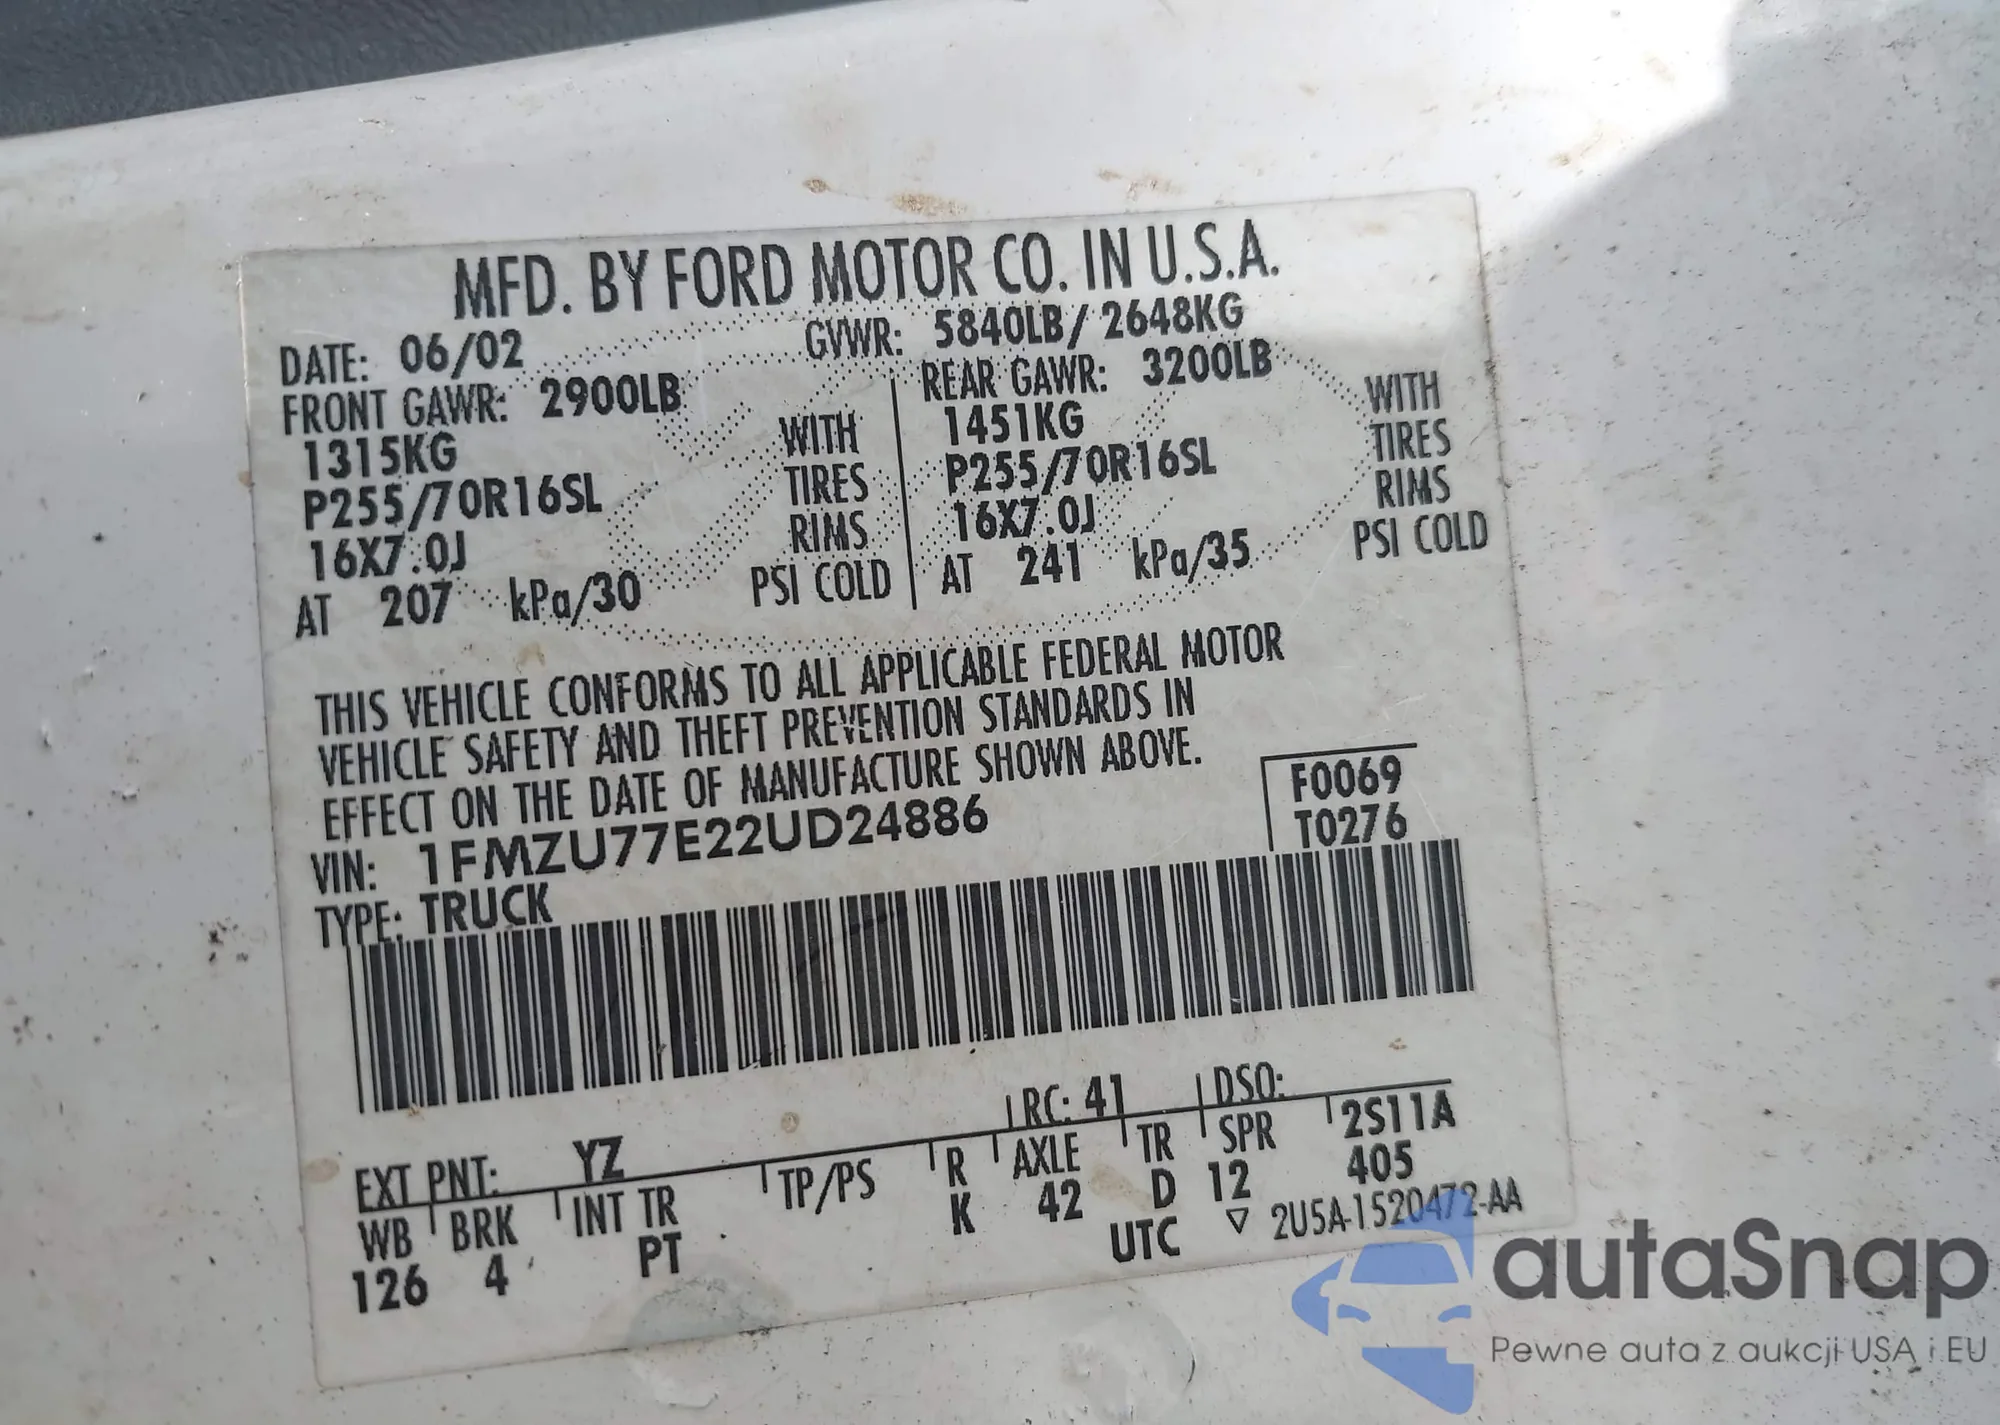 MFD. BY FORD MOTOR CO. IN U.S.A.
DATE: 06/02 GVWR: 5840LB/ 2648KG
FRONT GAWR: 2900LB REAR GAWR: 3200LB
1315KG WITH 1451KG WITH
P255/70R16SL TIRES P255/70R16SL TIRES
16X7.0J RIMS 16X7.0J RIMS
AT 207 kPa/30 PSI COLD AT 241 kPa/35 PSI COLD
THIS VEHICLE CONFORMS TO ALL APPLICABLE FEDERAL MOTOR
VEHICLE SAFETY AND THEFT PREVENTION STANDARDS IN
EFFECT ON THE DATE OF MANUFACTURE SHOWN ABOVE.
VIN: 1FMZU77E22UD24886 F0069
TYPE: TRUCK T0276
EXT PNT: YZ RC: 41 DSO:
WB BRK INT TR TP/PS R AXLE TR SPR 2S11A
126 4 PT K 42 D 12 405
UTC ▽ 2U5A-1520472-AA
autaSnap
Pewne auta z aukcji USA i EU